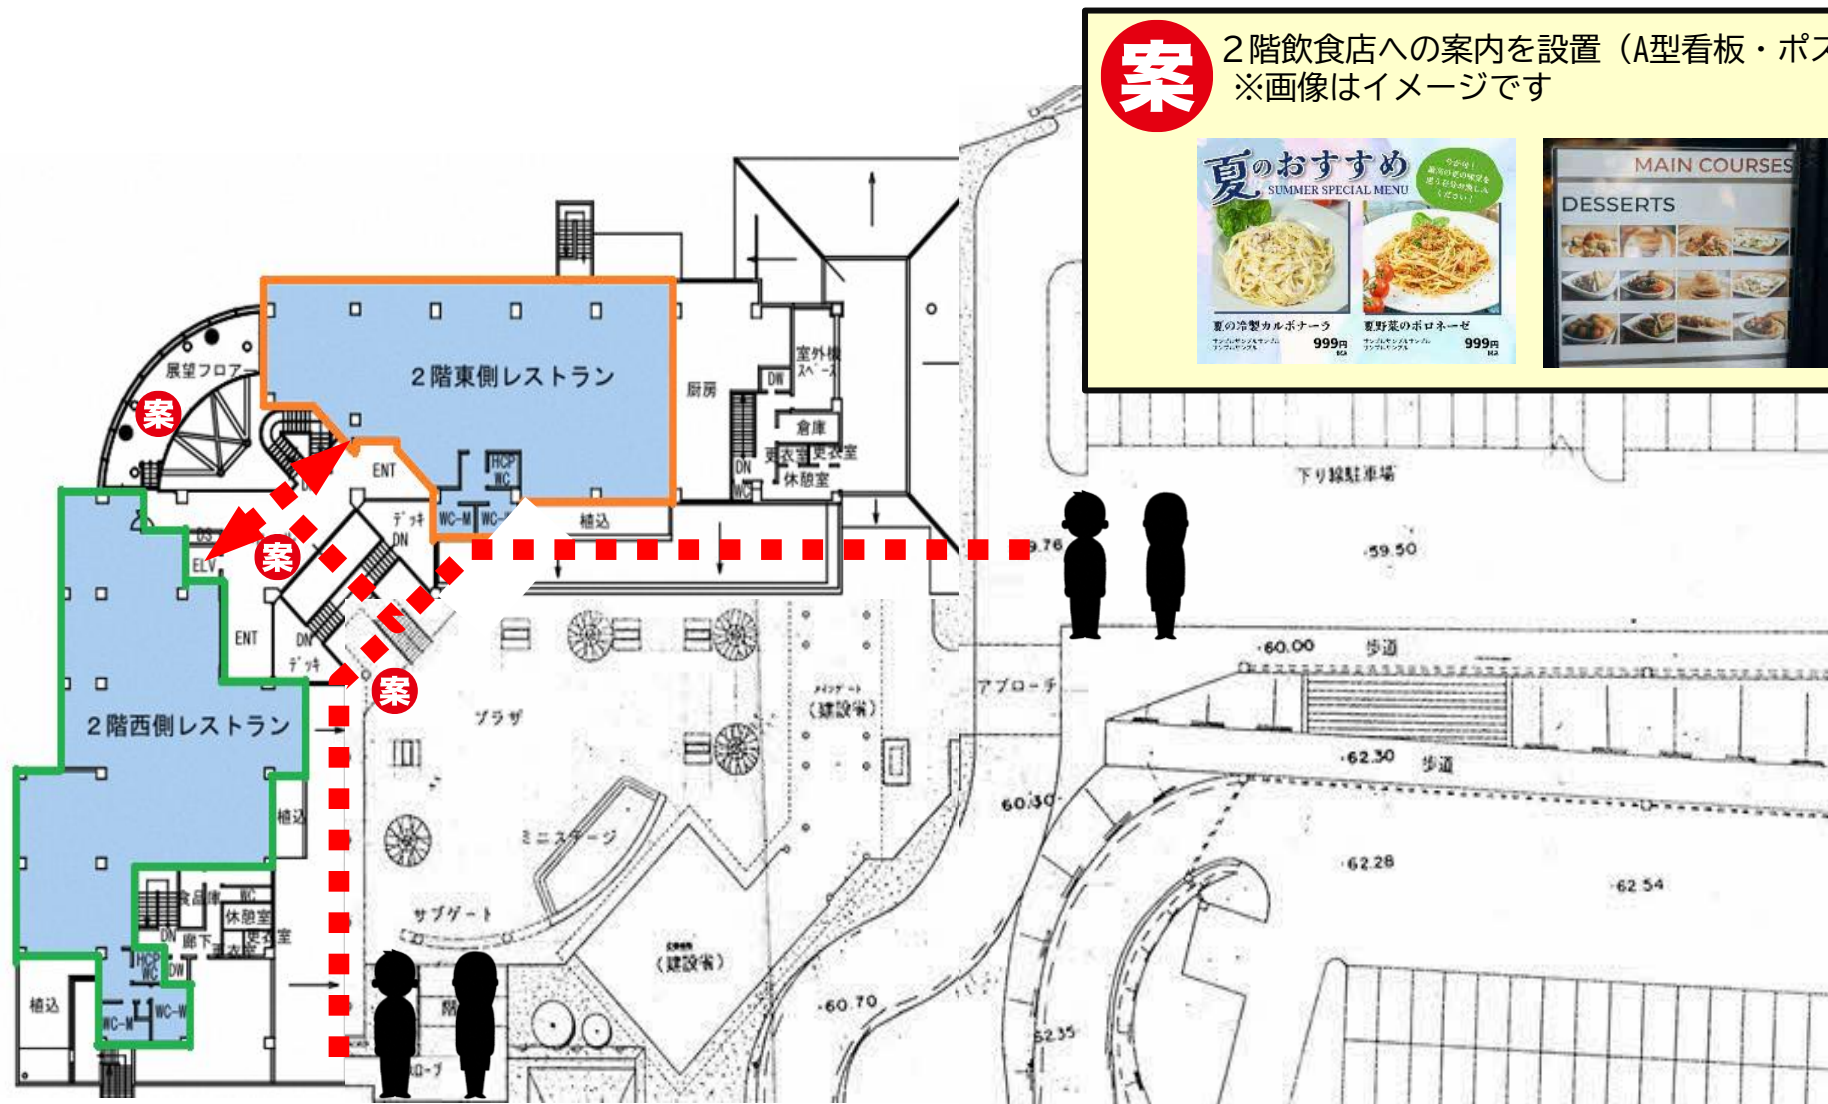 案
２階飲食店への案内を設置（A型看板・ポス
※画像はイメージです
夏のおすすめ
SUMMER SPECIAL MENU
夏の冷製カルボナーラ
999円
夏野菜のボロネーゼ
999円
MAIN COURSES
DESSERTS
展望フロアー
案
２階東側レストラン
厨房
室外機
スペース
DW
倉庫
更衣室
更衣室
休憩室
DN
WC
ENT
HCP
WC
WC-M
植込
デッキ
DN
DS
ELV
案
ENT
DN
デッキ
案
２階西側レストラン
植込
食品庫
WC
休憩室
更衣室
DN
廊下
HCP
WC
DW
植込
WC-M
WC-W
プラザ
メインゲート
（建設省）
ミニステージ
サブゲート
（建設省）
アプローチ
下り線駐車場
59.50
60.00
歩道
62.30
歩道
60.30
62.28
62.54
60.70
62.35